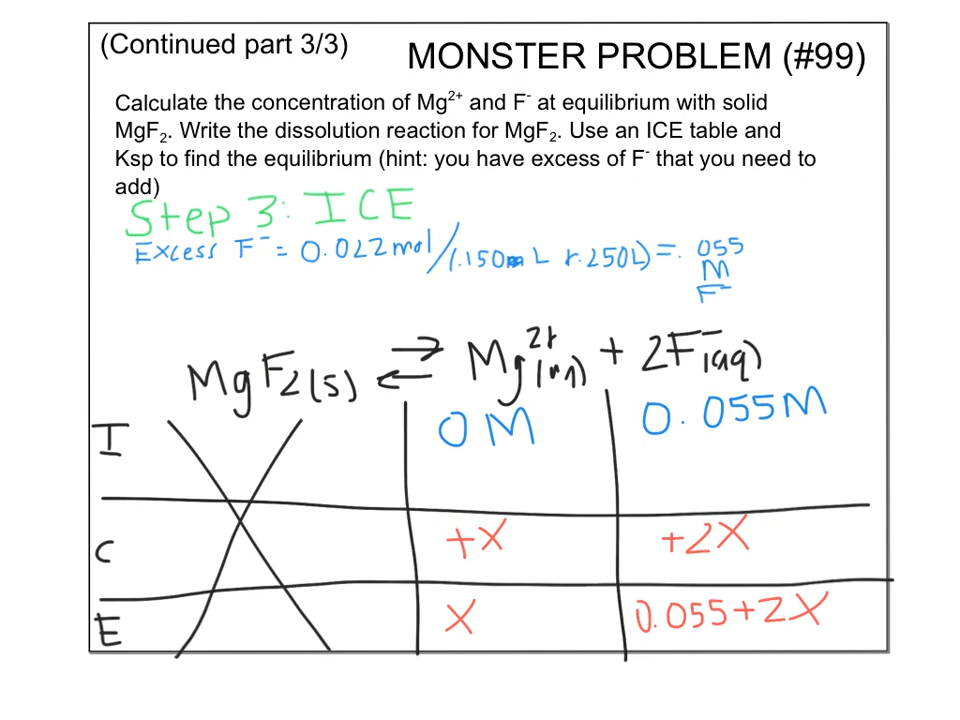 (Continued part 3/3)
MONSTER PROBLEM (#99)
Calculate the concentration of Mg²⁺ and F⁻ at equilibrium with solid
MgF₂. Write the dissolution reaction for MgF₂. Use an ICE table and
Ksp to find the equilibrium (hint: you have excess of F⁻ that you need to
add)
Step 3: ICE
Excess F⁻ = 0.022 mol/(.150 L + .250L) = .055
M
F⁻
MgF₂(s) ⇌ Mg²⁺ + 2F⁻(aq)
I 0 M 0.055M
C +X +2X
E X 0.055+2X